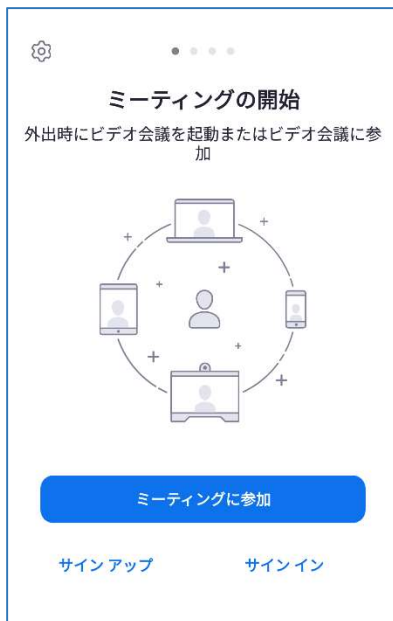 ミーティングの開始
外出時にビデオ会議を起動またはビデオ会議に参
加
ミーティングに参加
サイン アップ
サイン イン